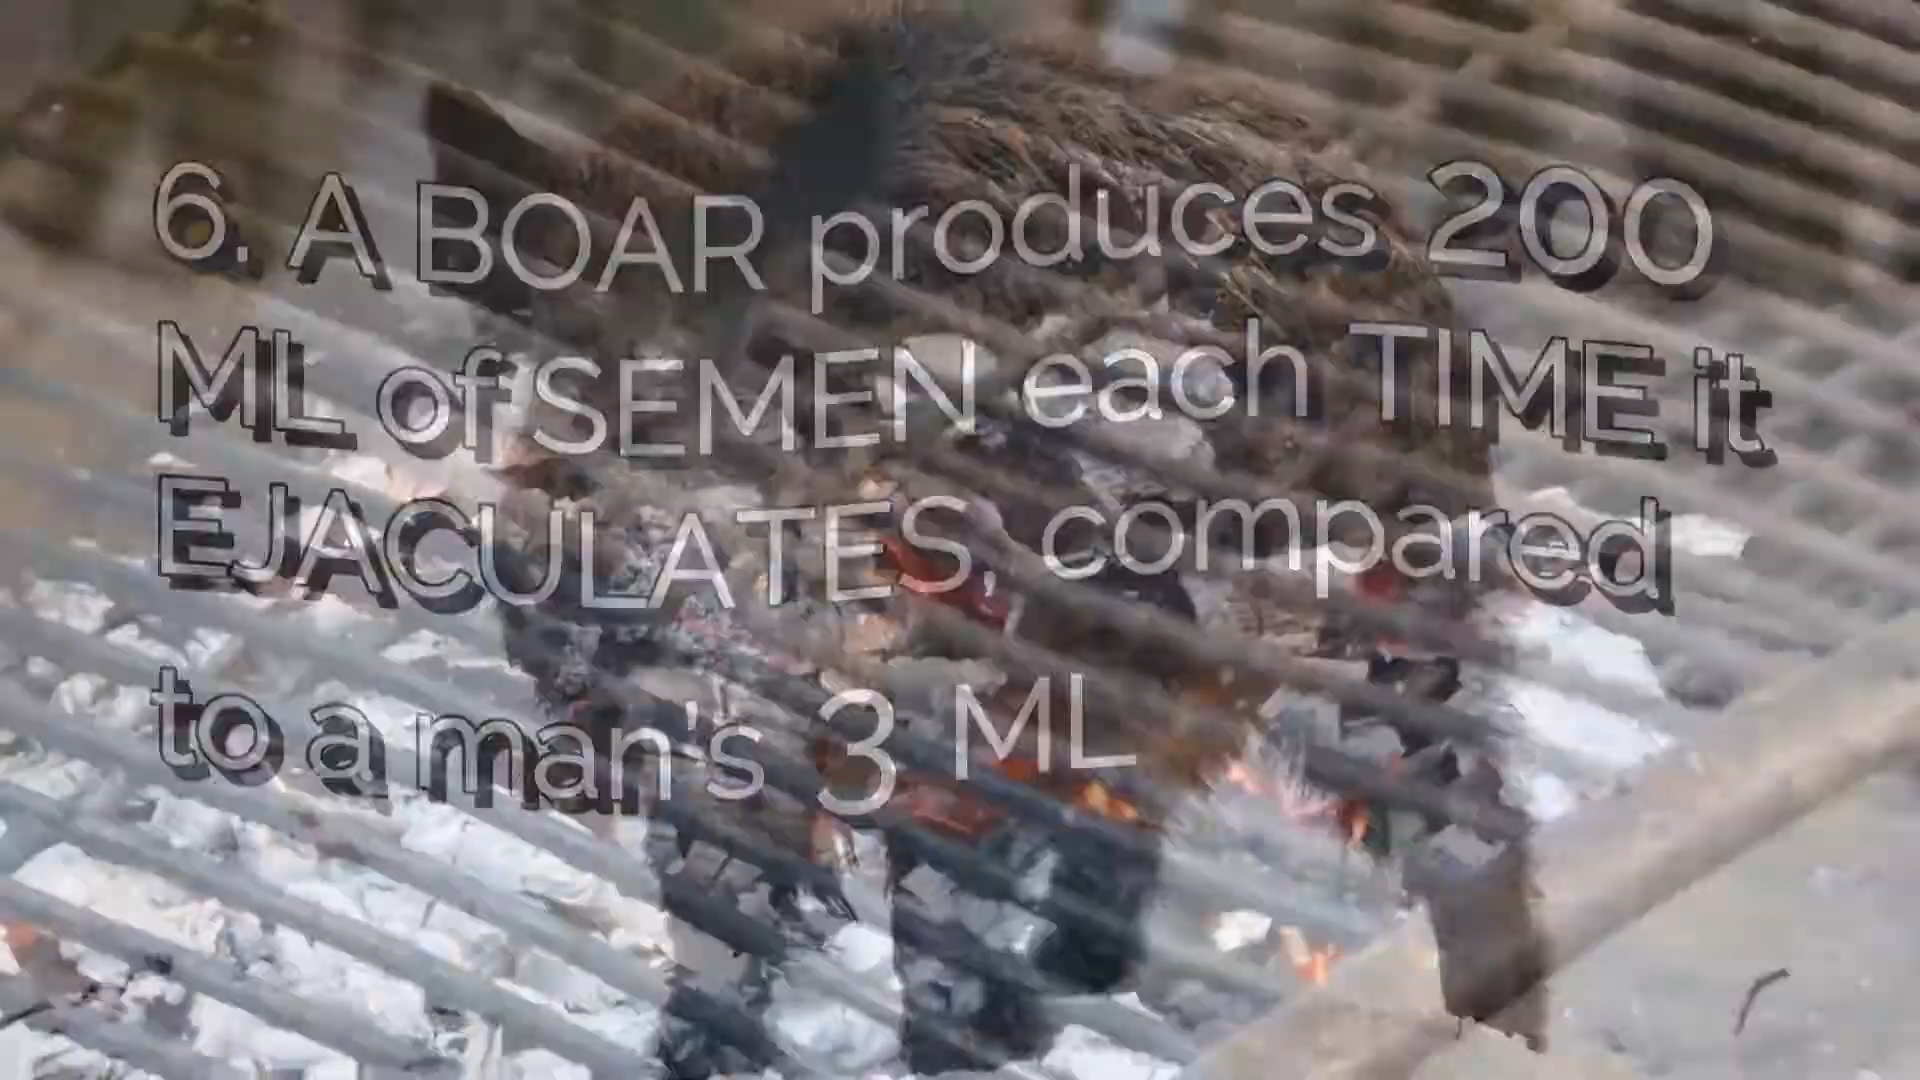 6. A BOAR produces 200
ML of SEMEN each TIME it
EJACULATES, compared
to a man's 3 ML